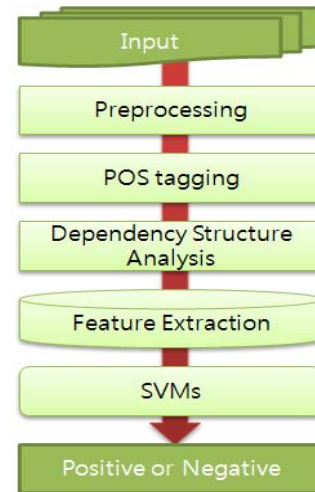 Input
Preprocessing
POS tagging
Dependency Structure
Analysis
Feature Extraction
SVMs
Positive or Negative